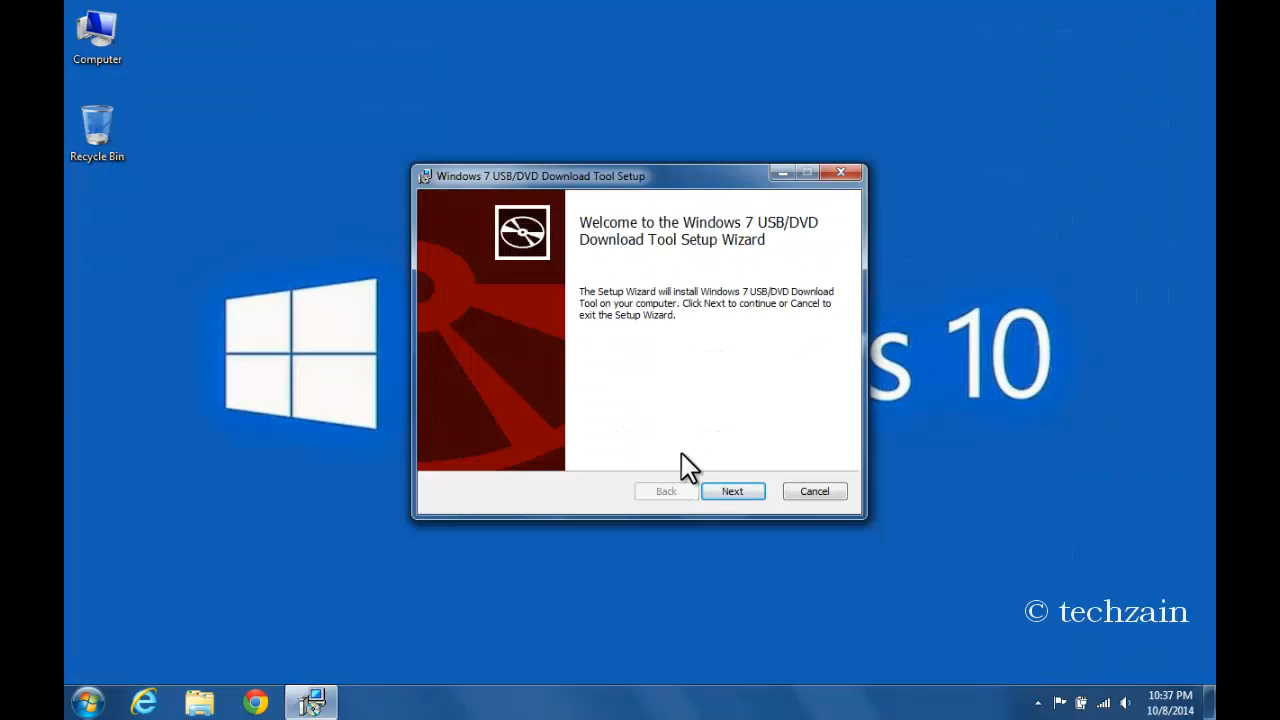 Computer
Recycle Bin
Windows 7 USB/DVD Download Tool Setup
Welcome to the Windows 7 USB/DVD
Download Tool Setup Wizard
The Setup Wizard will install Windows 7 USB/DVD Download
Tool on your computer. Click Next to continue or Cancel to
exit the Setup Wizard.
s 10
Back
Next
Cancel
© techzain
10:37 PM
10/8/2014